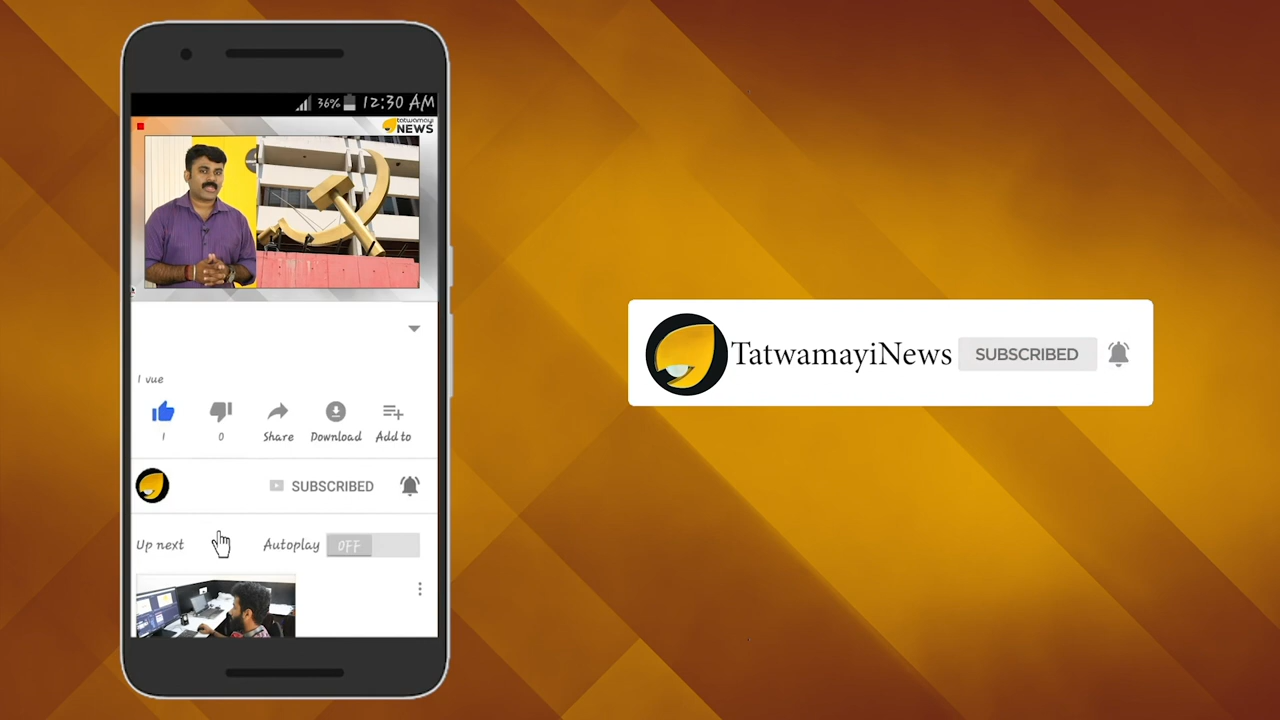 36% 12:30 AM
tatwamayi
NEWS
1 vue
1
0
Share
Download
Add to
SUBSCRIBED
Up next
Autoplay
OFF
TatwamayiNews
SUBSCRIBED